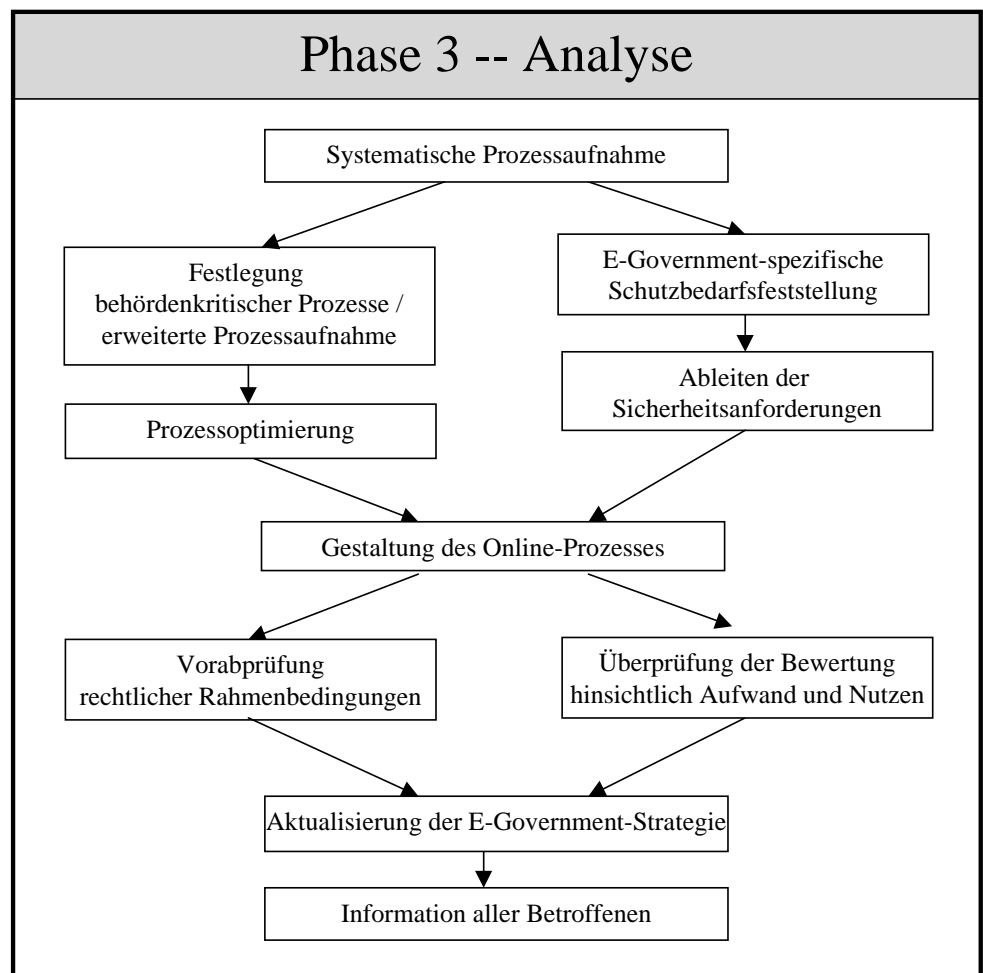 Phase 3 -- Analyse
Systematische Prozessaufnahme
Festlegung
behördenkritischer Prozesse /
erweiterte Prozessaufnahme
E-Government-spezifische
Schutzbedarfsfeststellung
Prozessoptimierung
Ableiten der
Sicherheitsanforderungen
Gestaltung des Online-Prozesses
Vorabprüfung
rechtlicher Rahmenbedingungen
Überprüfung der Bewertung
hinsichtlich Aufwand und Nutzen
Aktualisierung der E-Government-Strategie
Information aller Betroffenen